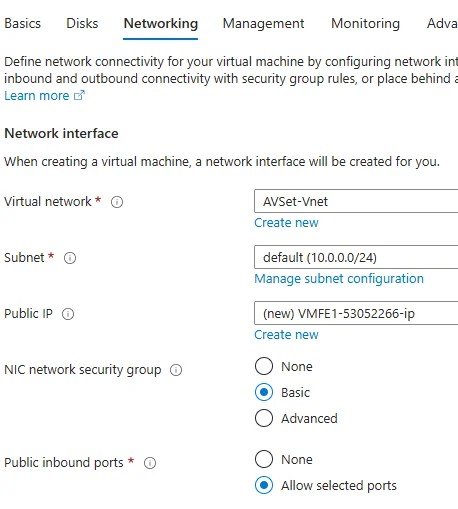 Basics Disks Networking Management Monitoring Adva
Define network connectivity for your virtual machine by configuring network int
inbound and outbound connectivity with security group rules, or place behind a
Learn more
Network interface
When creating a virtual machine, a network interface will be created for you.
Virtual network *
AVSet-Vnet
Create new
Subnet *
default (10.0.0.0/24)
Manage subnet configuration
Public IP
(new) VMFE1-53052266-ip
Create new
NIC network security group
None
Basic
Advanced
Public inbound ports *
None
Allow selected ports